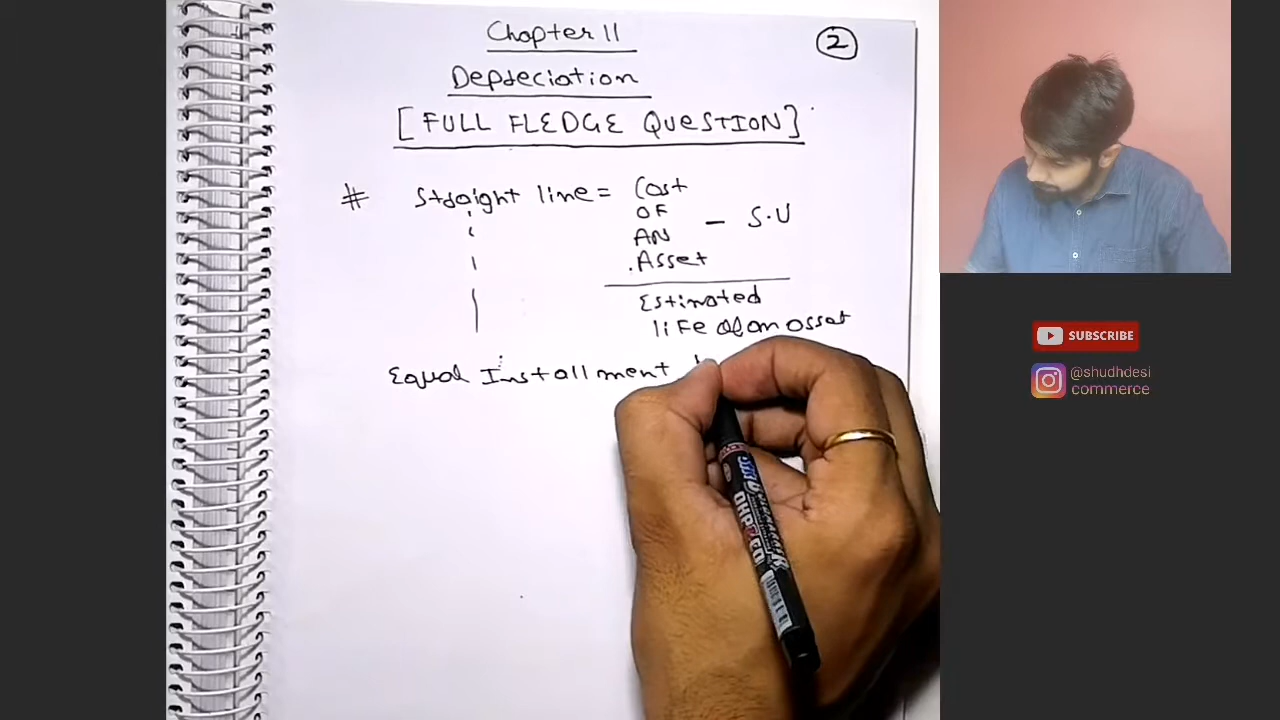 Chapter 11
2
Depreciation
[FULL FLEDGE QUESTION]
# Straight line = Cost OF AN Asset - S.V
Estimated life of an asset
Equal Installment
SUBSCRIBE
@shudhdesi
commerce